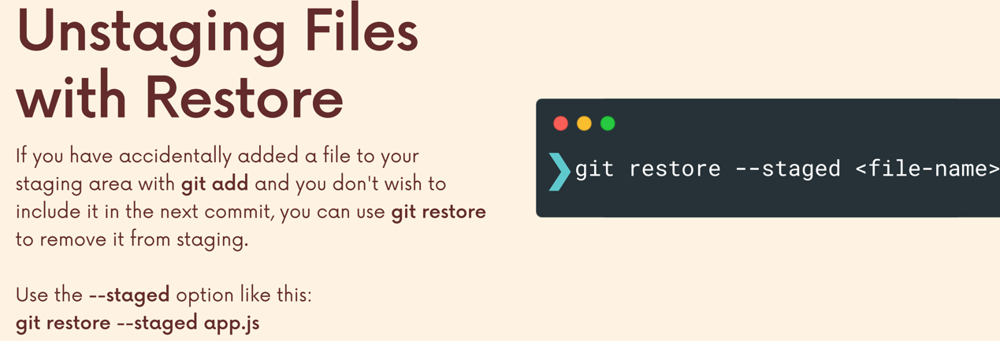 Unstaging Files
with Restore
If you have accidentally added a file to your
staging area with git add and you don't wish to
include it in the next commit, you can use git restore
to remove it from staging.
Use the --staged option like this:
git restore --staged app.js
❯ git restore --staged <file-name>